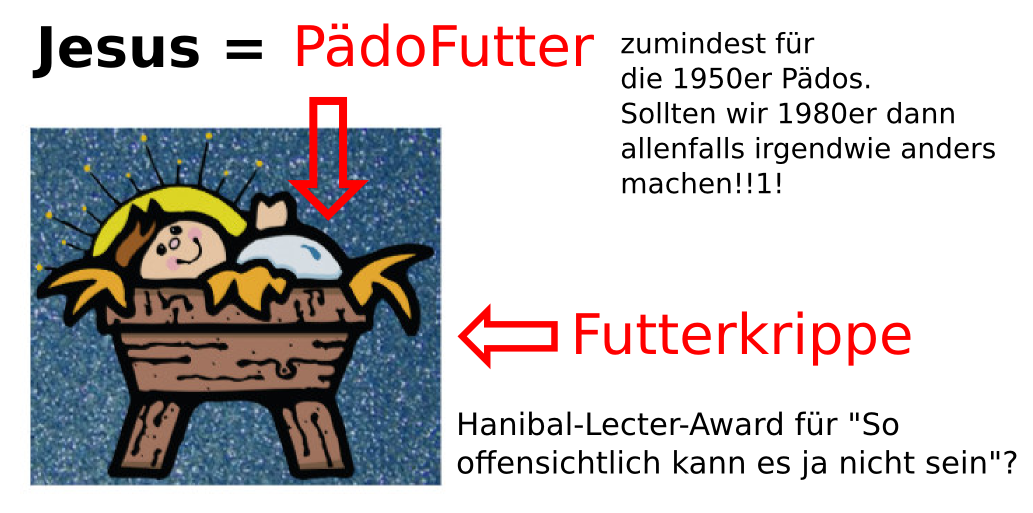 Jesus = PädoFutter
zumindest für
die 1950er Pädos.
Sollten wir 1980er dann
allenfalls irgendwie anders
machen!!1!
Futterkrippe
Hanibal-Lecter-Award für "So
offensichtlich kann es ja nicht sein"?